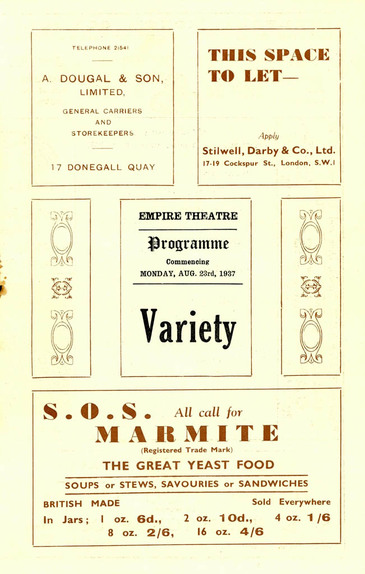 TELEPHONE 21541
A. DOUGAL & SON,
LIMITED,
GENERAL CARRIERS
AND
STOREKEEPERS
17 DONEGALL QUAY
THIS SPACE
TO LET—
Apply
Stilwell, Darby & Co., Ltd.
17-19 Cockspur St., London, S.W.1
EMPIRE THEATRE
Programme
Commencing
MONDAY, AUG. 23rd, 1937
Variety
S.O.S. All call for
MARMITE
(Registered Trade Mark)
THE GREAT YEAST FOOD
SOUPS or STEWS, SAVOURIES or SANDWICHES
BRITISH MADE Sold Everywhere
In Jars; 1 oz. 6d., 2 oz. 10d., 4 oz. 1/6
8 oz. 2/6, 16 oz. 4/6